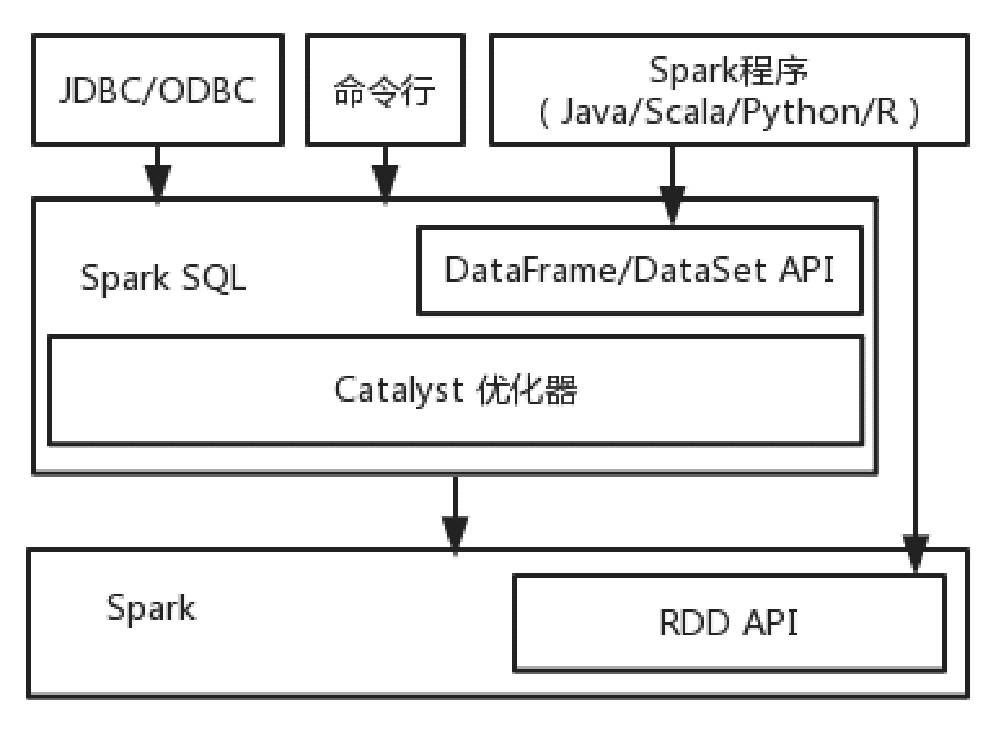 JDBC/ODBC
命令行
Spark程序
( Java/Scala/Python/R )
Spark SQL
DataFrame/DataSet API
Catalyst 优化器
Spark
RDD API